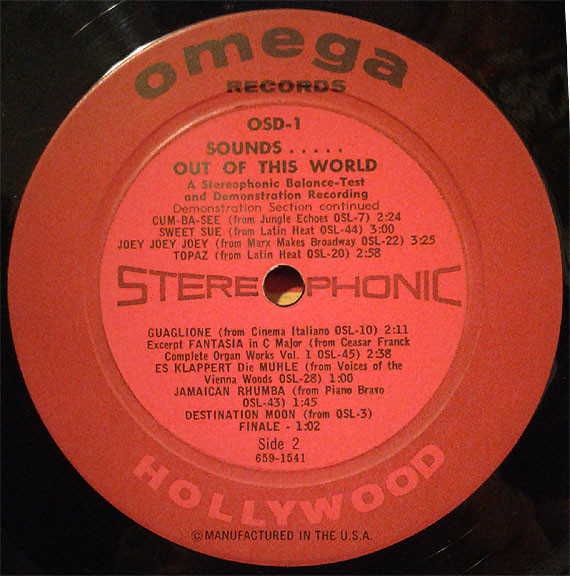 omega
RECORDS
OSD-1
SOUNDS . . . . .
OUT OF THIS WORLD
A Stereophonic Balance-Test
and Demonstration Recording
Demonstration Section continued
CUM-BA-SEE (from Jungle Echoes OSL-7) 2:24
SWEET SUE (from Latin Heat OSL-44) 3:00
JOEY JOEY JOEY (from Marx Makes Broadway OSL-22) 3:25
TOPAZ (from Latin Heat OSL-20) 2:58
STEREOPHONIC
GUAGLIONE (from Cinema Italiano OSL-10) 2:11
Excerpt FANTASIA in C Major (from Ceasar Franck
Complete Organ Works Vol. 1 OSL-45) 2:38
ES KLAPPERT Die MUHLE (from Voices of the
Vienna Woods OSL-28) 1:00
JAMAICAN RHUMBA (from Piano Bravo
OSL-43) 1:45
DESTINATION MOON (from OSL-3)
FINALE - 1:02
Side 2
659-1541
HOLLYWOOD
© MANUFACTURED IN THE U.S.A.